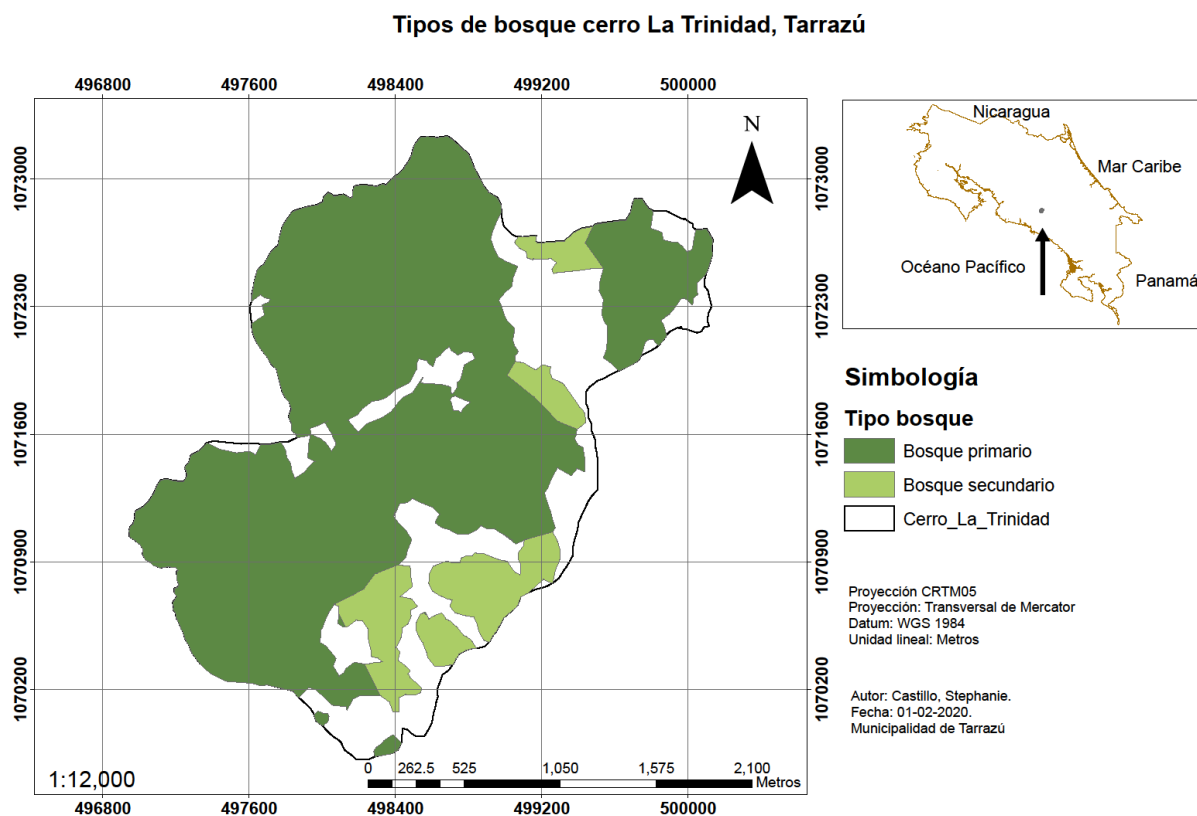 Tipos de bosque cerro La Trinidad, Tarrazú
496800 497600 498400 499200 500000
1073000
1072300
1071600
1070900
1070200
N
1073000
1072300
1071600
1070900
1070200
1:12,000
0 262.5 525 1,050 1,575 2,100
Metros
496800 497600 498400 499200 500000
Nicaragua
Mar Caribe
Océano Pacífico
Panamá
Simbología
Tipo bosque
Bosque primario
Bosque secundario
Cerro_La_Trinidad
Proyección CRTM05
Proyección: Transversal de Mercator
Datum: WGS 1984
Unidad lineal: Metros
Autor: Castillo, Stephanie.
Fecha: 01-02-2020.
Municipalidad de Tarrazú